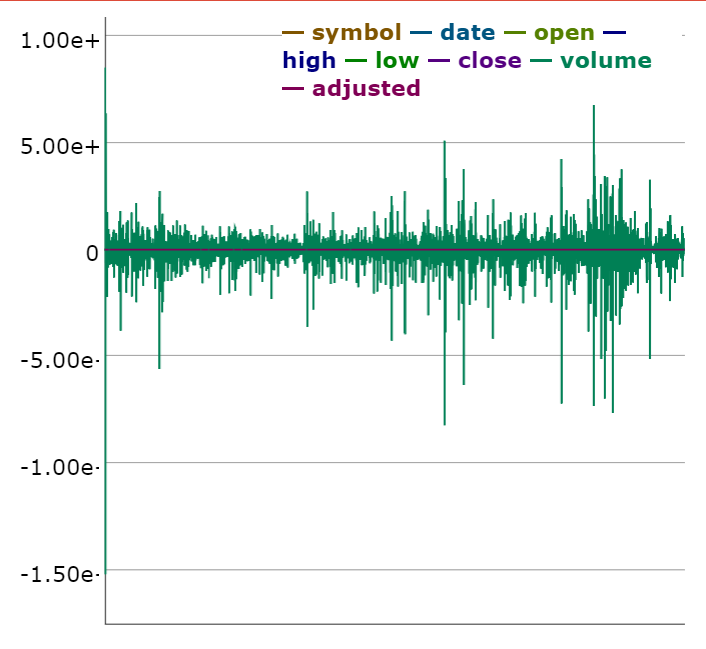 — symbol — date — open —
high — low — close — volume
— adjusted
1.00e+
5.00e+
0
-5.00e-
-1.00e-
-1.50e-